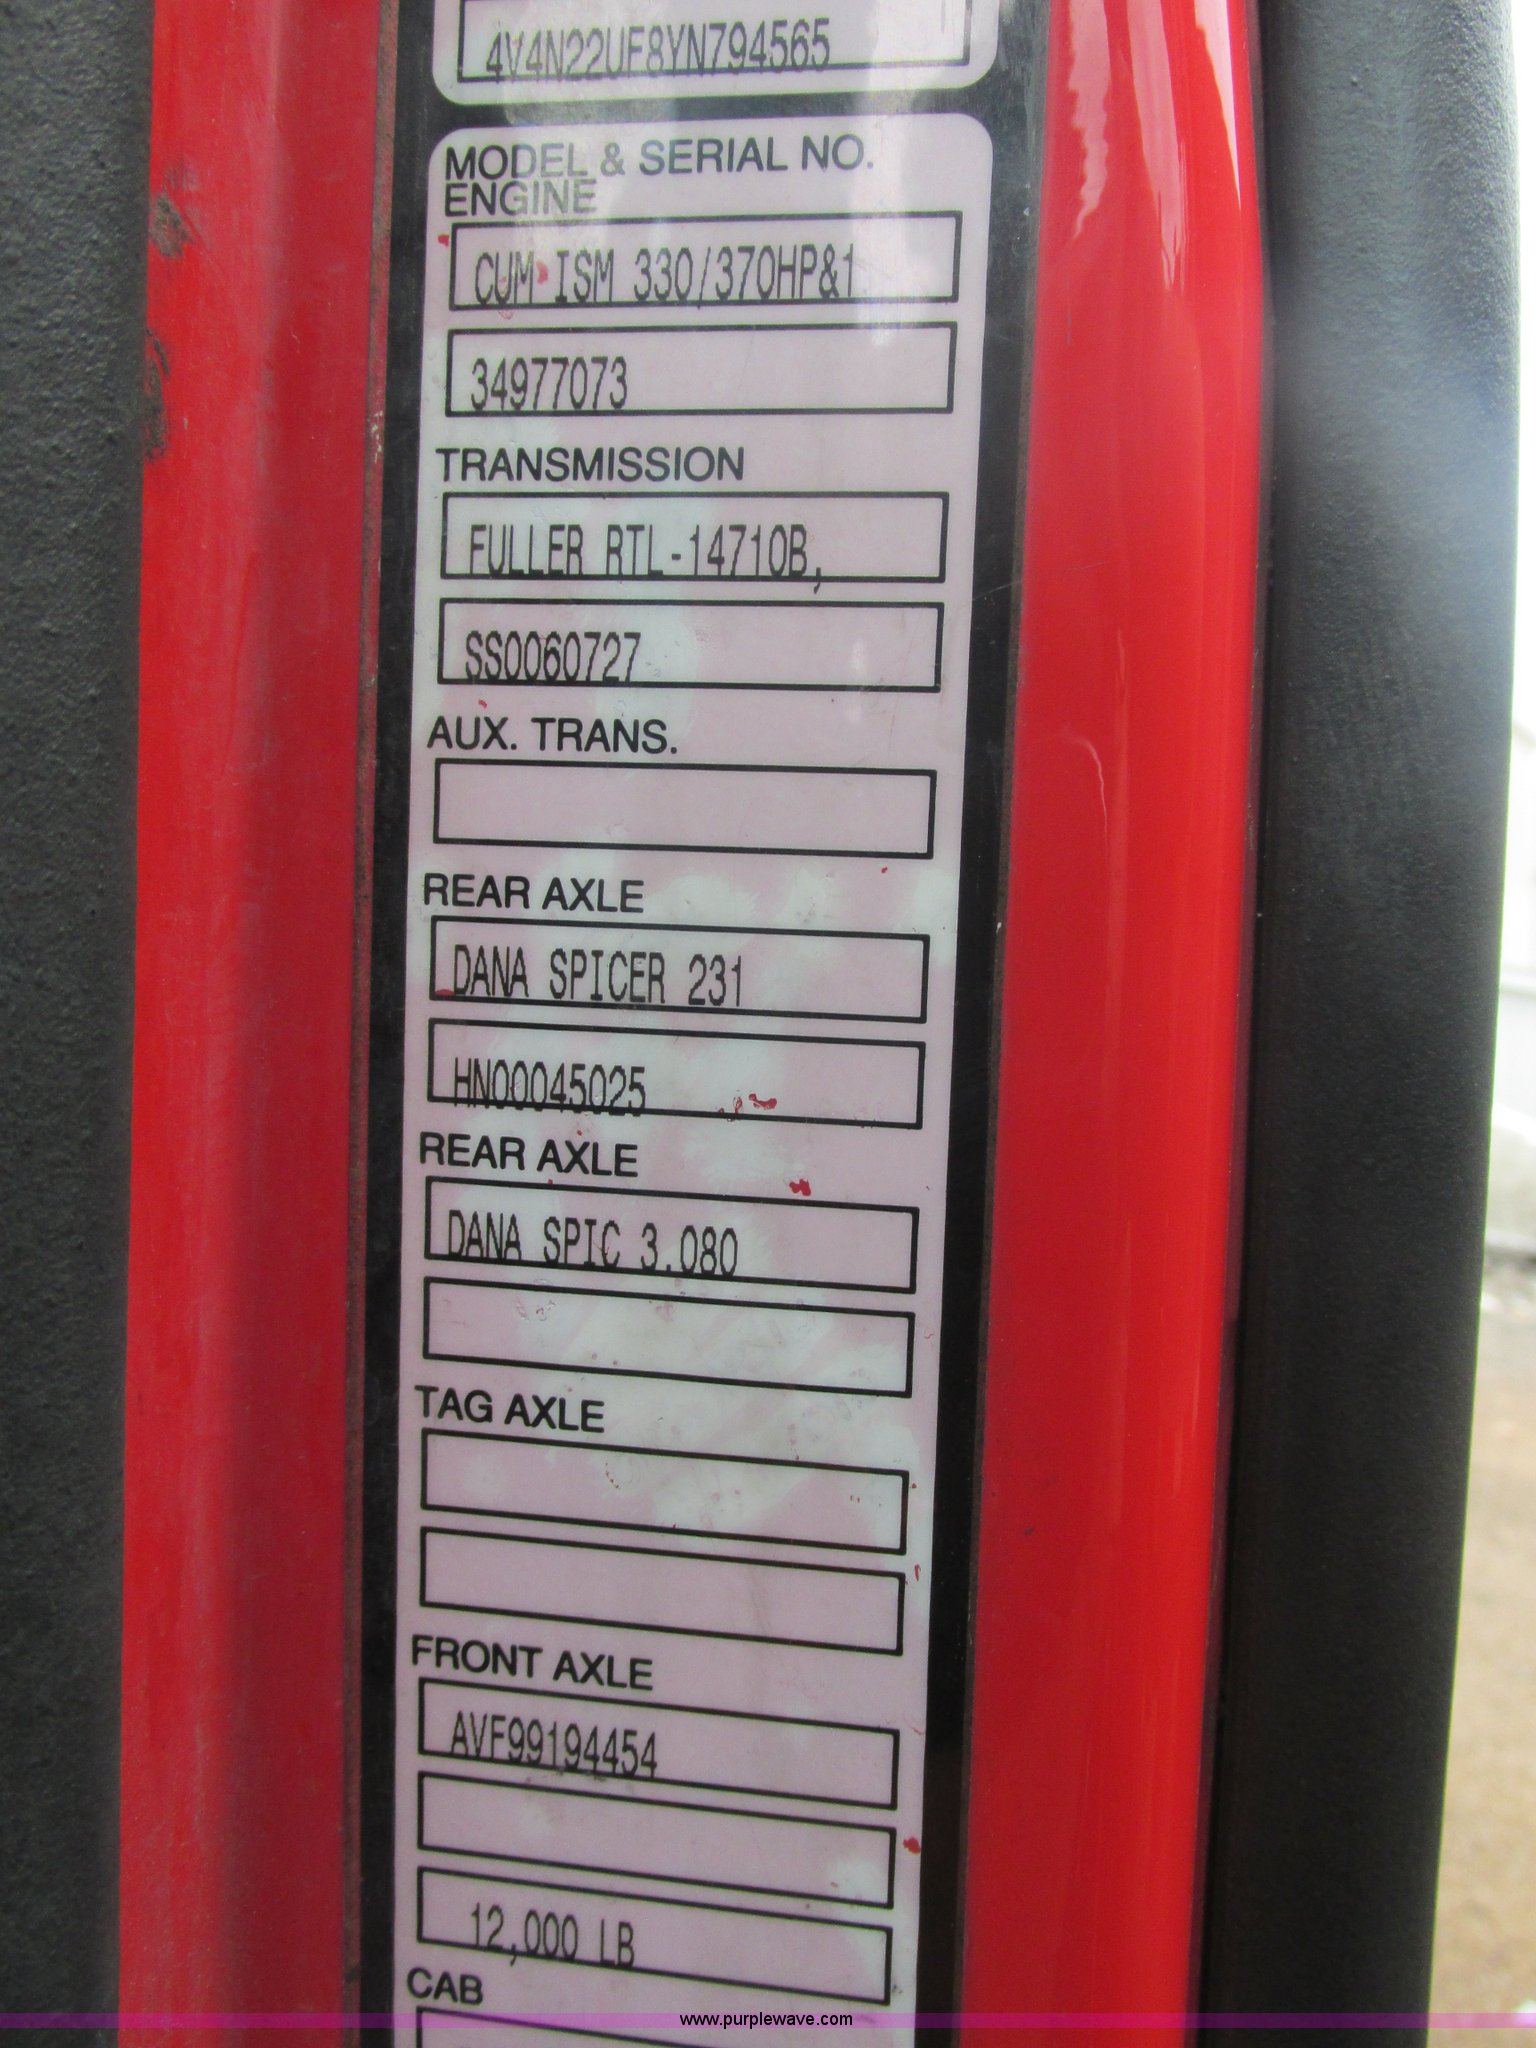 4V4N22UF8YN794565
MODEL & SERIAL NO.
ENGINE
CUM ISM 330/370HP&1
34977073
TRANSMISSION
FULLER RTL-14710B,
SS0060727
AUX. TRANS.
REAR AXLE
DANA SPICER 231
HN00045025
REAR AXLE
DANA SPIC 3.080
TAG AXLE
FRONT AXLE
AVF99194454
12,000 LB
CAB
www.purplewave.com